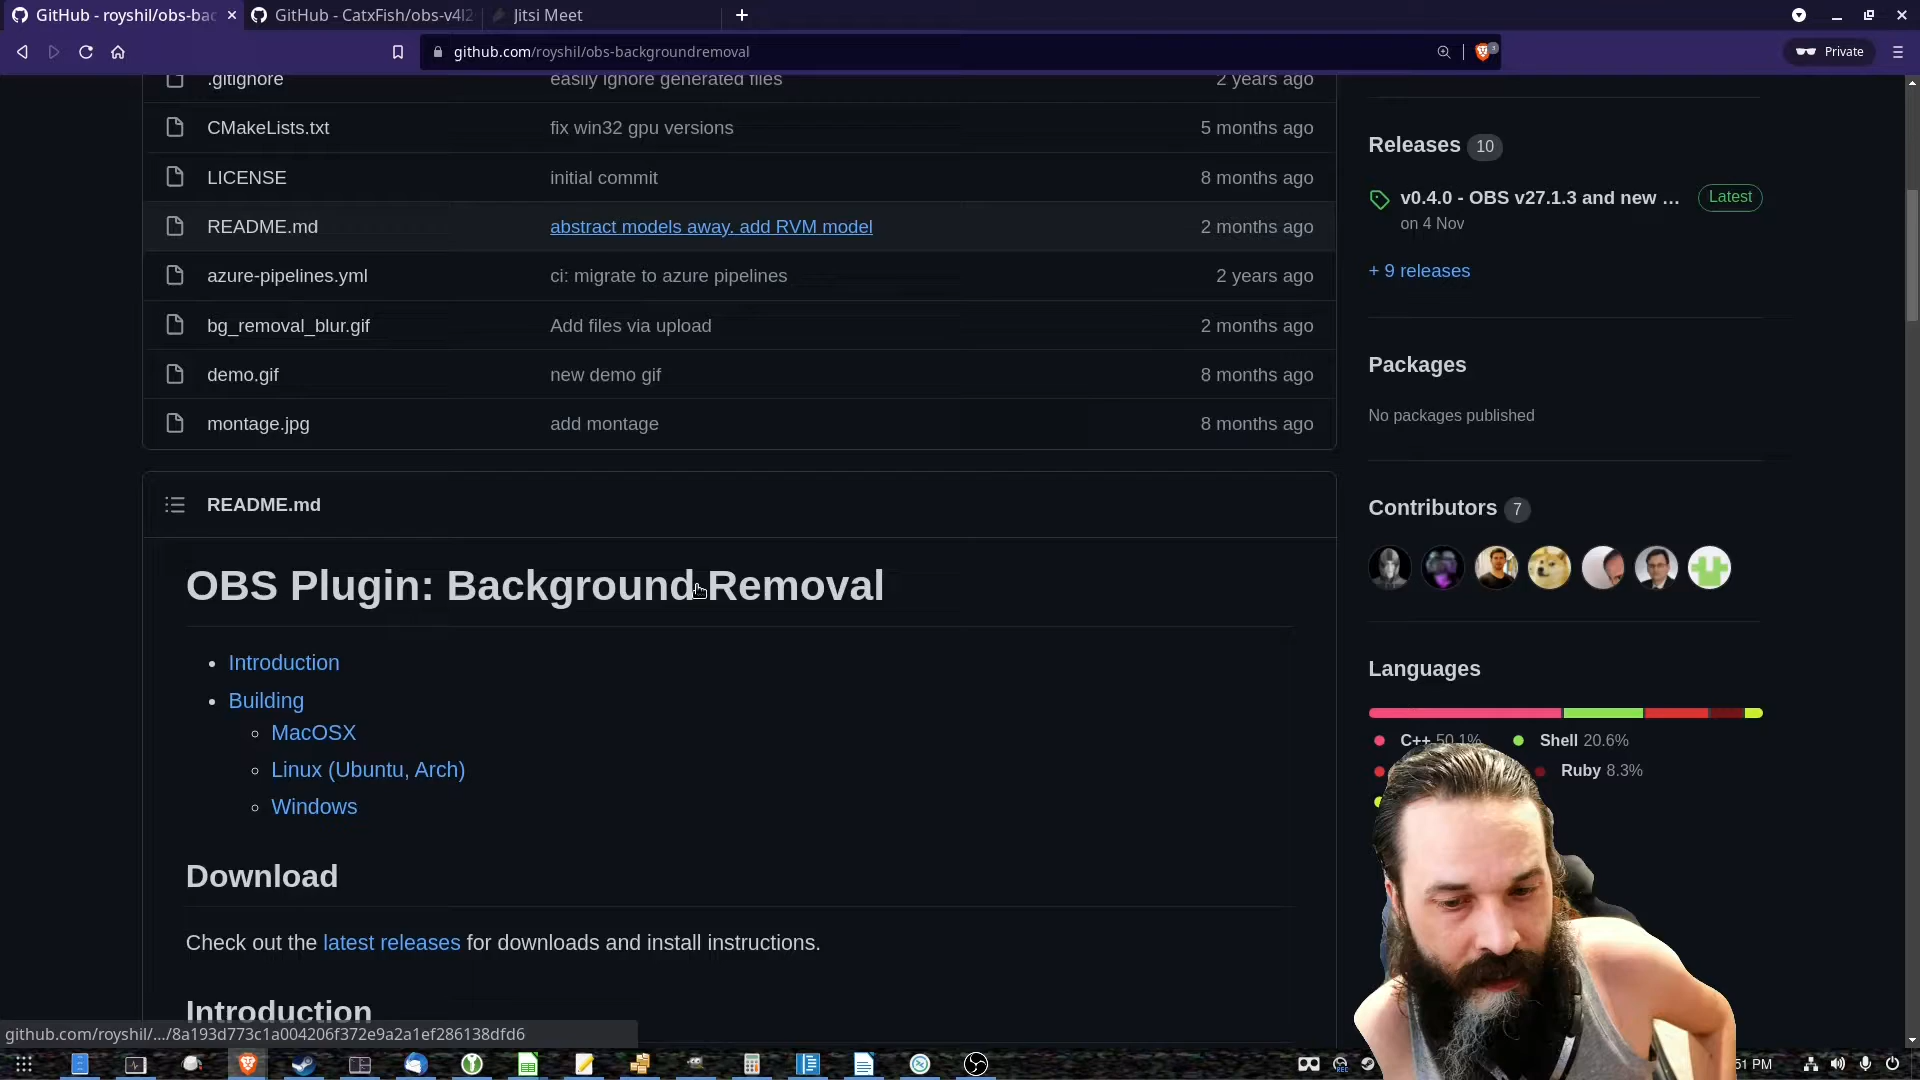 GitHub - royshil/obs-bac
GitHub - CatxFish/obs-v4l2
Jitsi Meet
github.com/royshil/obs-backgroundremoval
Private
.gitignore easily ignore generated files 2 years ago
CMakeLists.txt fix win32 gpu versions 5 months ago
LICENSE initial commit 8 months ago
README.md abstract models away. add RVM model 2 months ago
azure-pipelines.yml ci: migrate to azure pipelines 2 years ago
bg_removal_blur.gif Add files via upload 2 months ago
demo.gif new demo gif 8 months ago
montage.jpg add montage 8 months ago
README.md
OBS Plugin: Background Removal
Introduction
Building
MacOSX
Linux (Ubuntu, Arch)
Windows
Download
Check out the latest releases for downloads and install instructions.
Introduction
Releases 10
v0.4.0 - OBS v27.1.3 and new ... Latest
on 4 Nov
+ 9 releases
Packages
No packages published
Contributors 7
Languages
C++ 50.1% Shell 20.6%
Ruby 8.3%
github.com/royshil/.../8a193d773c1a004206f372e9a2a1ef286138dfd6
51 PM